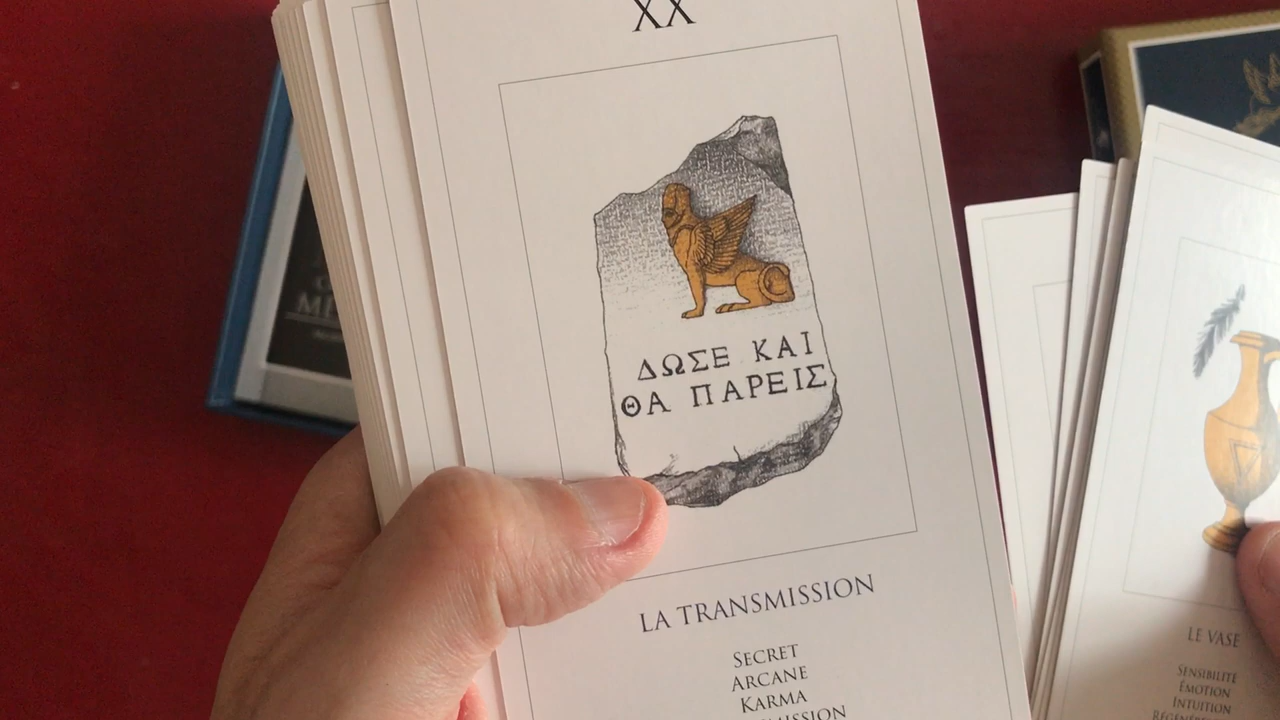 XX
ΔΩΣΕ ΚΑΙ
ΘΑ ΠΑΡΕΙΣ
LA TRANSMISSION
SECRET
ARCANE
KARMA
LE VASE
SENSIBILITÉ
ÉMOTION
INTUITION